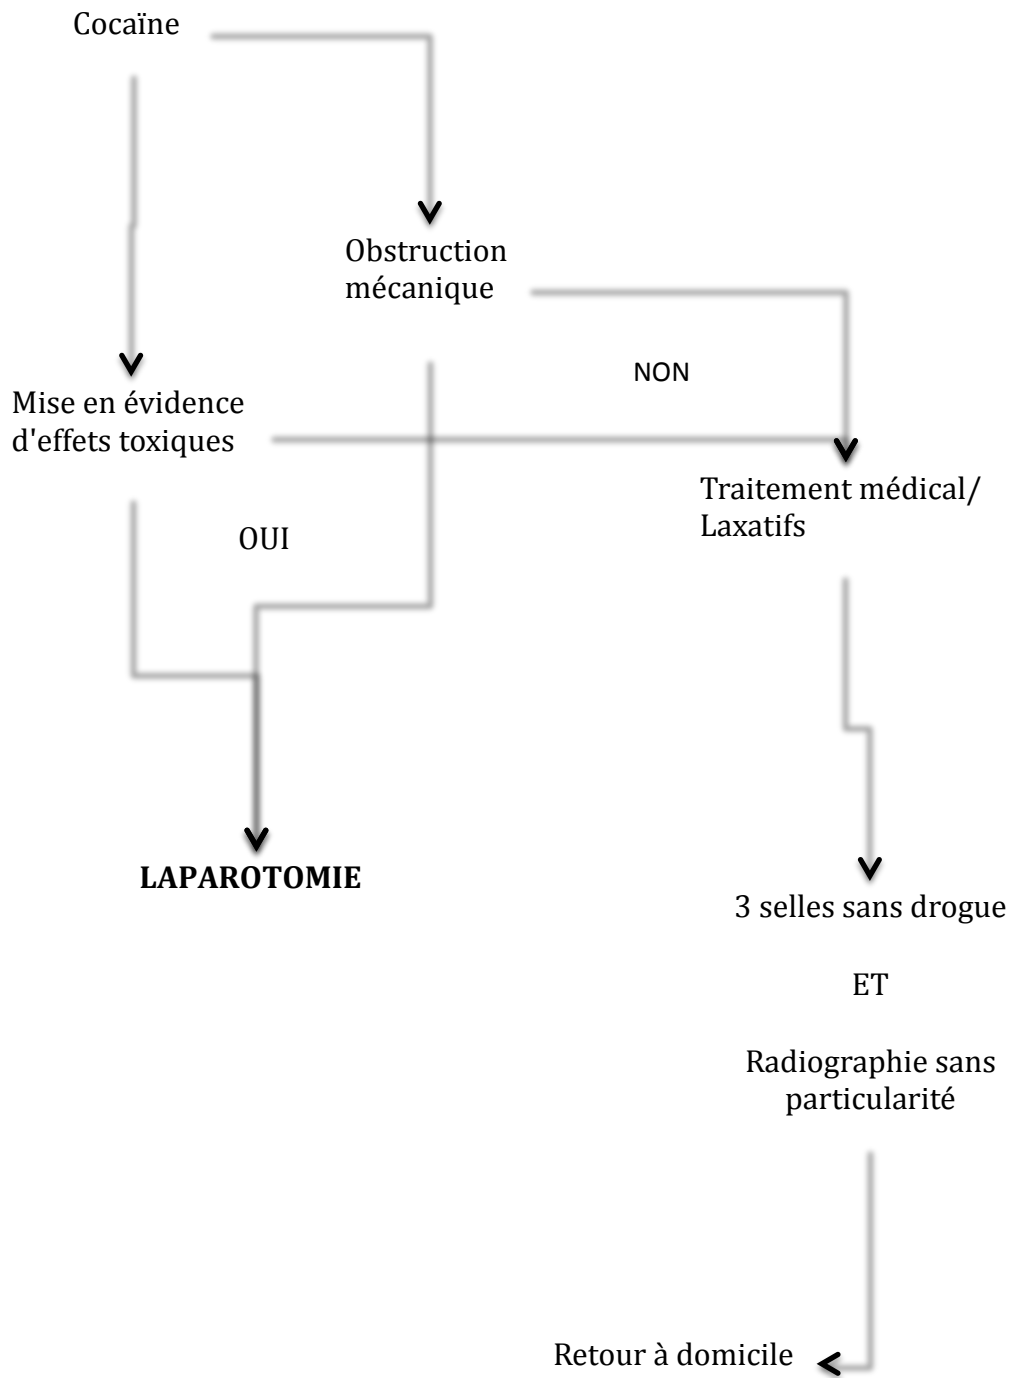 Cocaïne
Obstruction
mécanique
NON
Mise en évidence
d'effets toxiques
Traitement médical/
Laxatifs
OUI
LAPAROTOMIE
3 selles sans drogue
ET
Radiographie sans
particularité
Retour à domicile